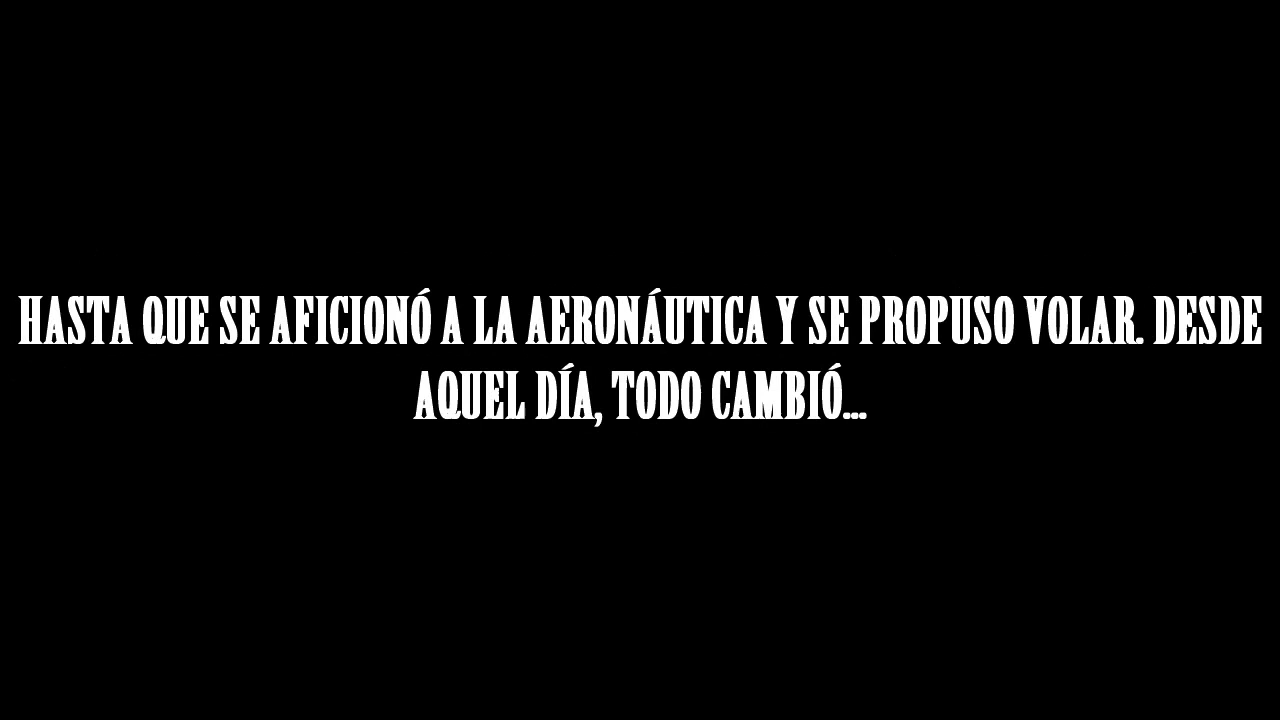 HASTA QUE SE AFICIONÓ A LA AERONÁUTICA Y SE PROPUSO VOLAR. DESDE
AQUEL DÍA, TODO CAMBIÓ...